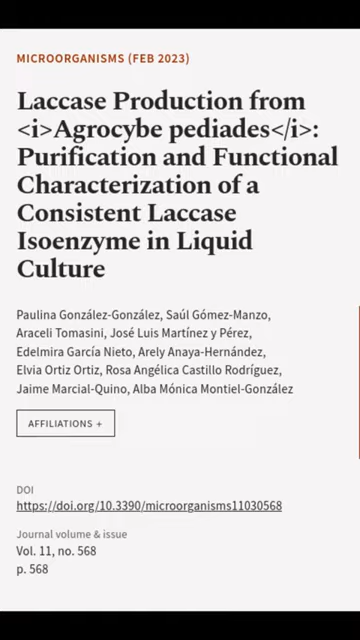 MICROORGANISMS (FEB 2023)
Laccase Production from
<i>Agrocybe pediades</i>:
Purification and Functional
Characterization of a
Consistent Laccase
Isoenzyme in Liquid
Culture
Paulina González-González, Saúl Gómez-Manzo,
Araceli Tomasini, José Luis Martínez y Pérez,
Edelmira García Nieto, Arely Anaya-Hernández,
Elvia Ortiz Ortiz, Rosa Angélica Castillo Rodríguez,
Jaime Marcial-Quino, Alba Mónica Montiel-González
AFFILIATIONS +
DOI
https://doi.org/10.3390/microorganisms11030568
Journal volume & issue
Vol. 11, no. 568
p. 568